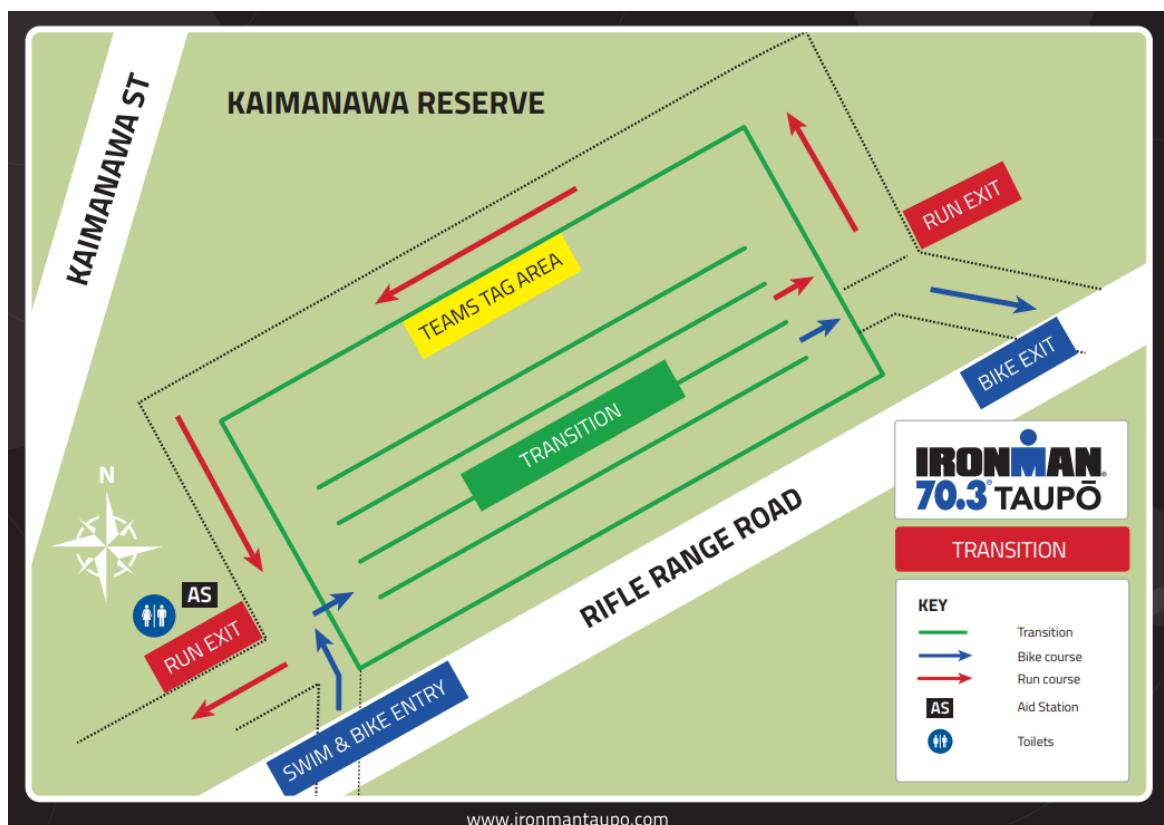 KAIMANAWA ST
KAIMANAWA RESERVE
RUN EXIT
TEAMS TAG AREA
BIKE EXIT
TRANSITION
N
AS
RUN EXIT
RIFLE RANGE ROAD
SWIM & BIKE ENTRY
IRONMAN
70.3 TAUPŌ
TRANSITION
KEY
Transition
Bike course
Run course
AS Aid Station
Toilets
www.ironmantaupo.com